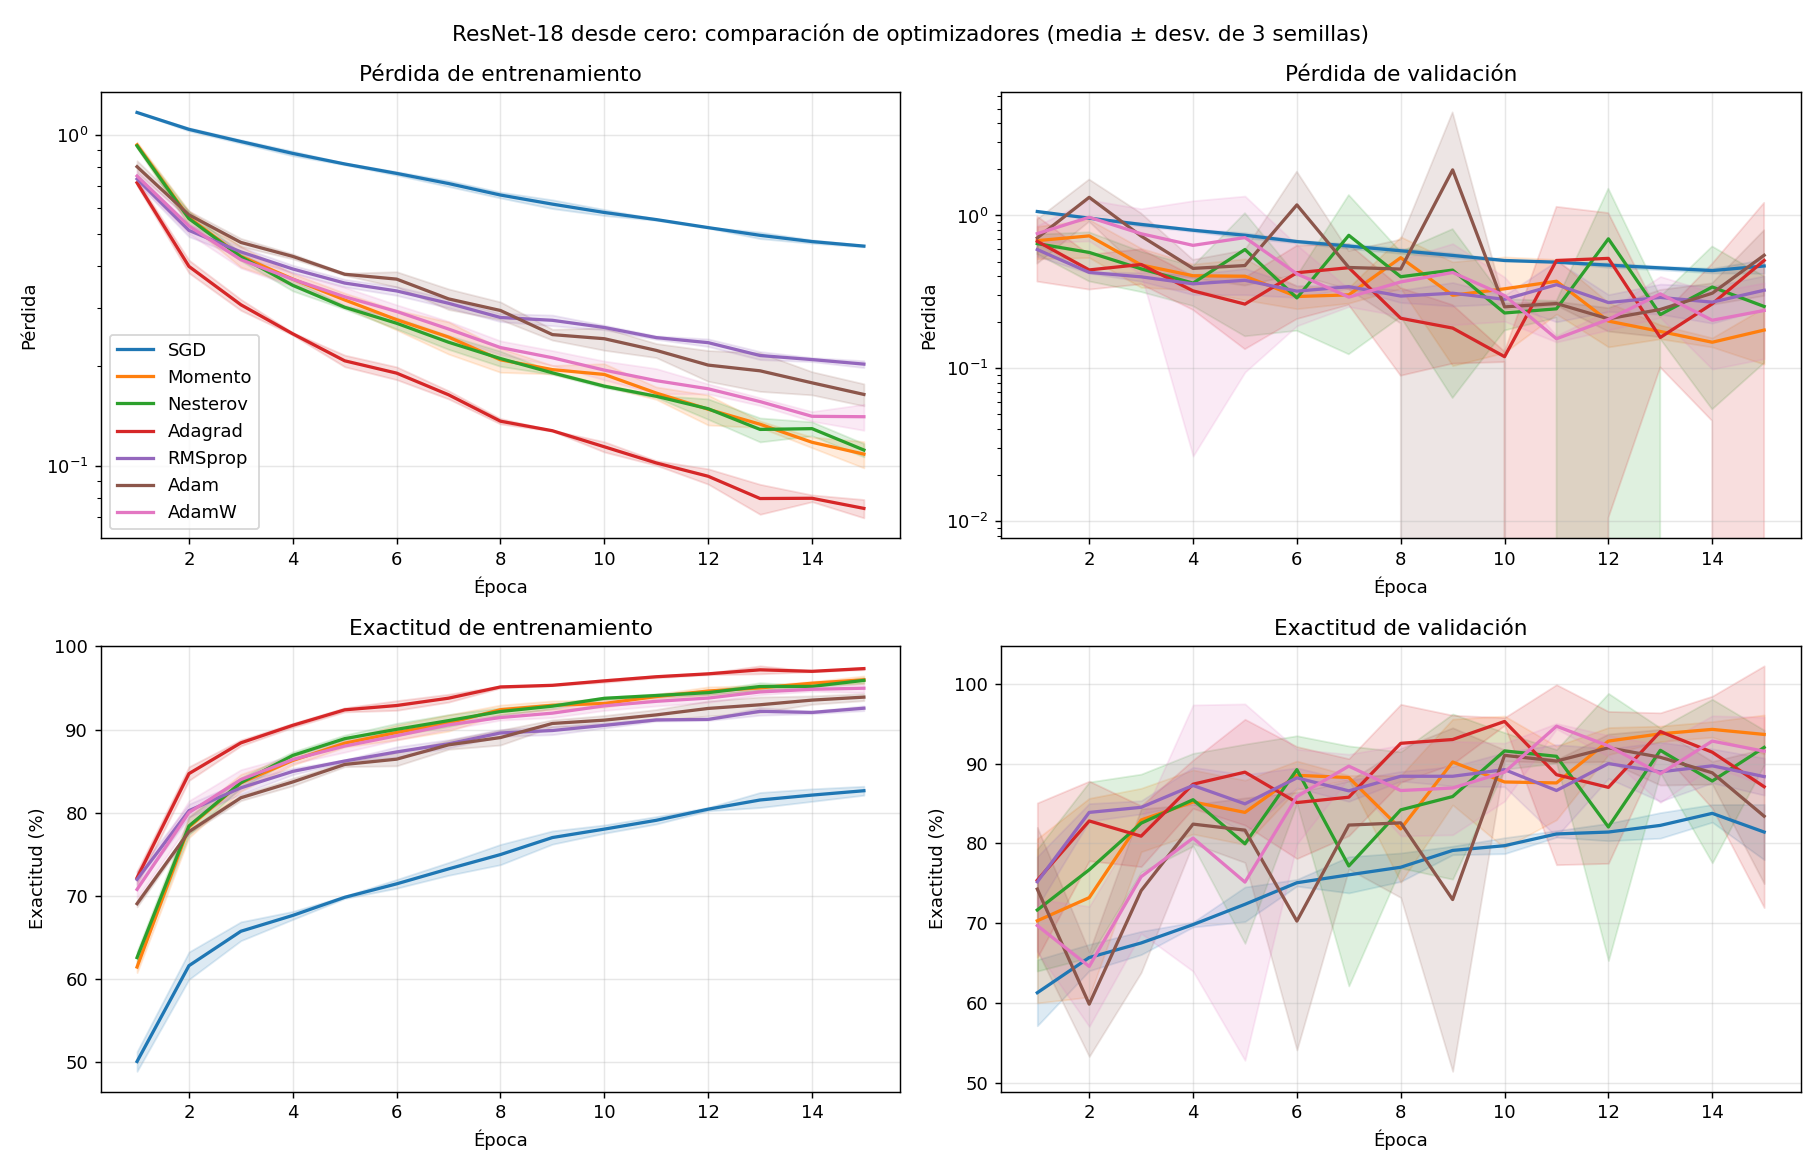 ResNet-18 desde cero: comparación de optimizadores (media ± desv. de 3 semillas)
Pérdida de entrenamiento
Pérdida
10⁰
10⁻¹
SGD
Momento
Nesterov
Adagrad
RMSprop
Adam
AdamW
2 4 6 8 10 12 14
Época
Pérdida de validación
Pérdida
10⁰
10⁻¹
10⁻²
2 4 6 8 10 12 14
Época
Exactitud de entrenamiento
Exactitud (%)
100
90
80
70
60
50
2 4 6 8 10 12 14
Época
Exactitud de validación
Exactitud (%)
100
90
80
70
60
50
2 4 6 8 10 12 14
Época